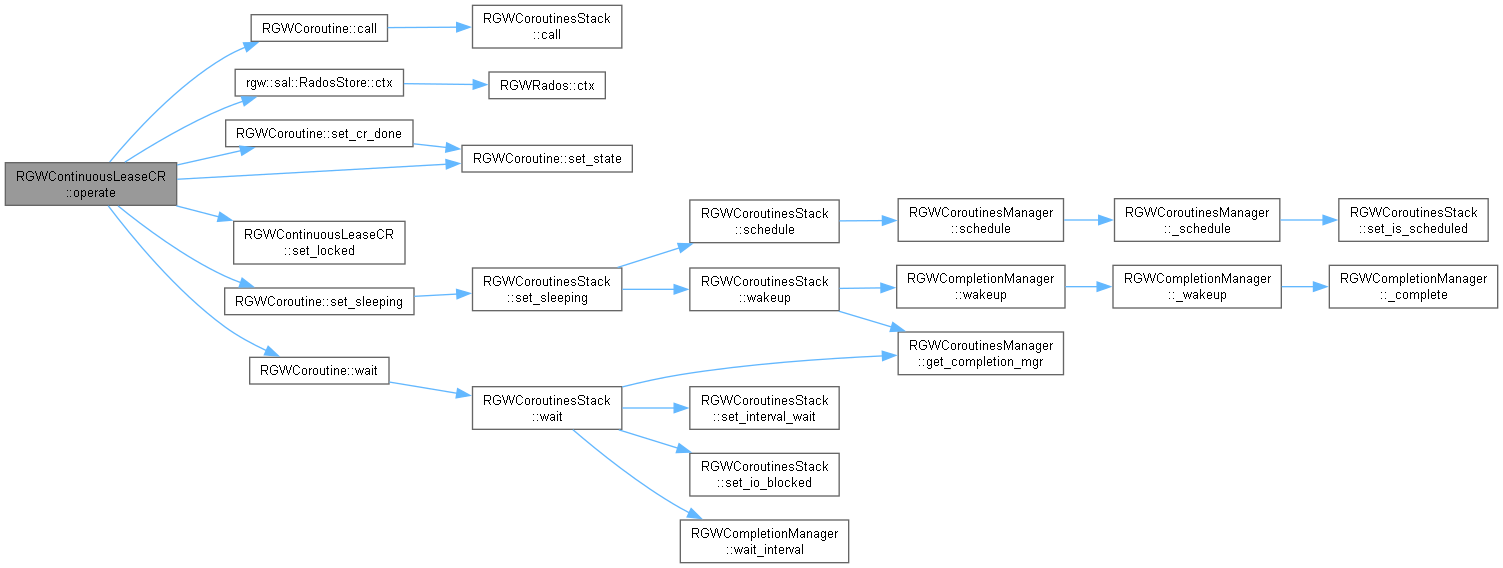 RGWContinuousLeaseCR
::operate
RGWCoroutine::call
RGWCoroutinesStack
::call
rgw::sal::RadosStore::ctx
RGWRados::ctx
RGWCoroutine::set_cr_done
RGWCoroutine::set_state
RGWContinuousLeaseCR
::set_locked
RGWCoroutine::set_sleeping
RGWCoroutinesStack
::set_sleeping
RGWCoroutinesStack
::schedule
RGWCoroutinesManager
::schedule
RGWCoroutinesManager
::_schedule
RGWCoroutinesStack
::set_is_scheduled
RGWCoroutinesStack
::wakeup
RGWCompletionManager
::wakeup
RGWCompletionManager
::_wakeup
RGWCompletionManager
::_complete
RGWCoroutinesManager
::get_completion_mgr
RGWCoroutine::wait
RGWCoroutinesStack
::wait
RGWCoroutinesStack
::set_interval_wait
RGWCoroutinesStack
::set_io_blocked
RGWCompletionManager
::wait_interval